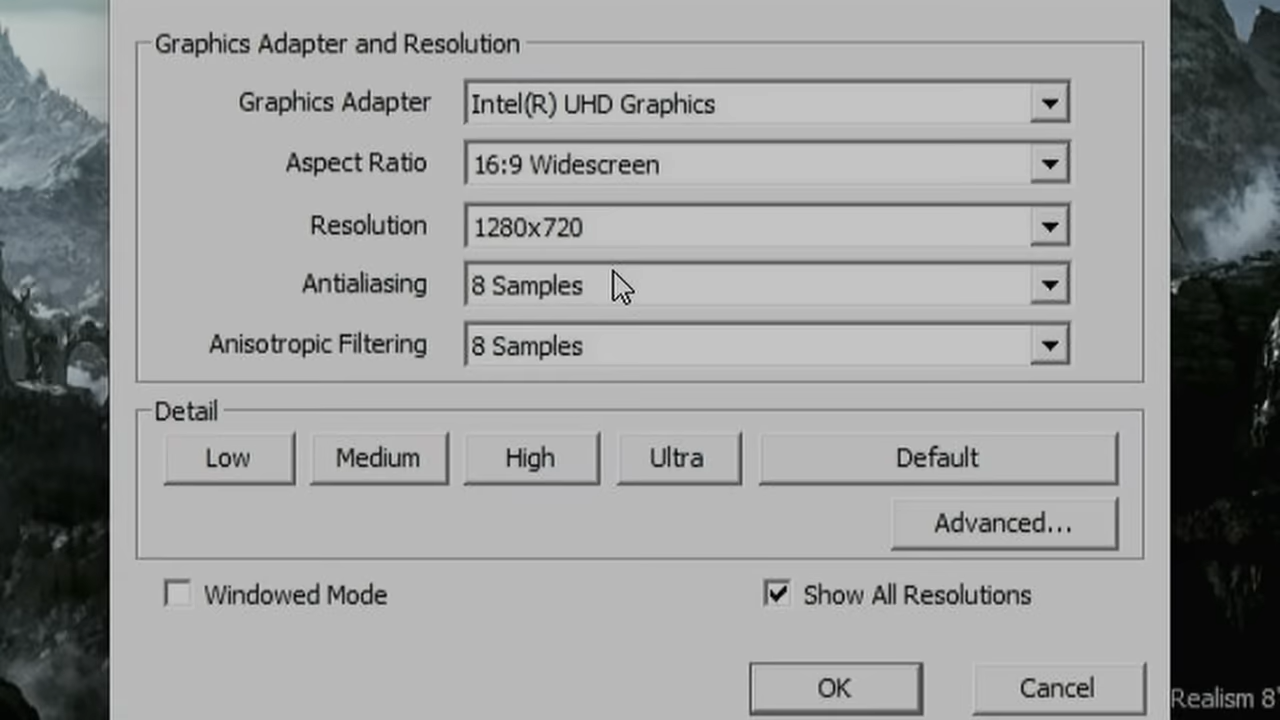 Graphics Adapter and Resolution
Graphics Adapter
Intel(R) UHD Graphics
Aspect Ratio
16:9 Widescreen
Resolution
1280x720
Antialiasing
8 Samples
Anisotropic Filtering
8 Samples
Detail
Low Medium High Ultra Default
Advanced...
Windowed Mode
Show All Resolutions
OK Cancel
Realism 8